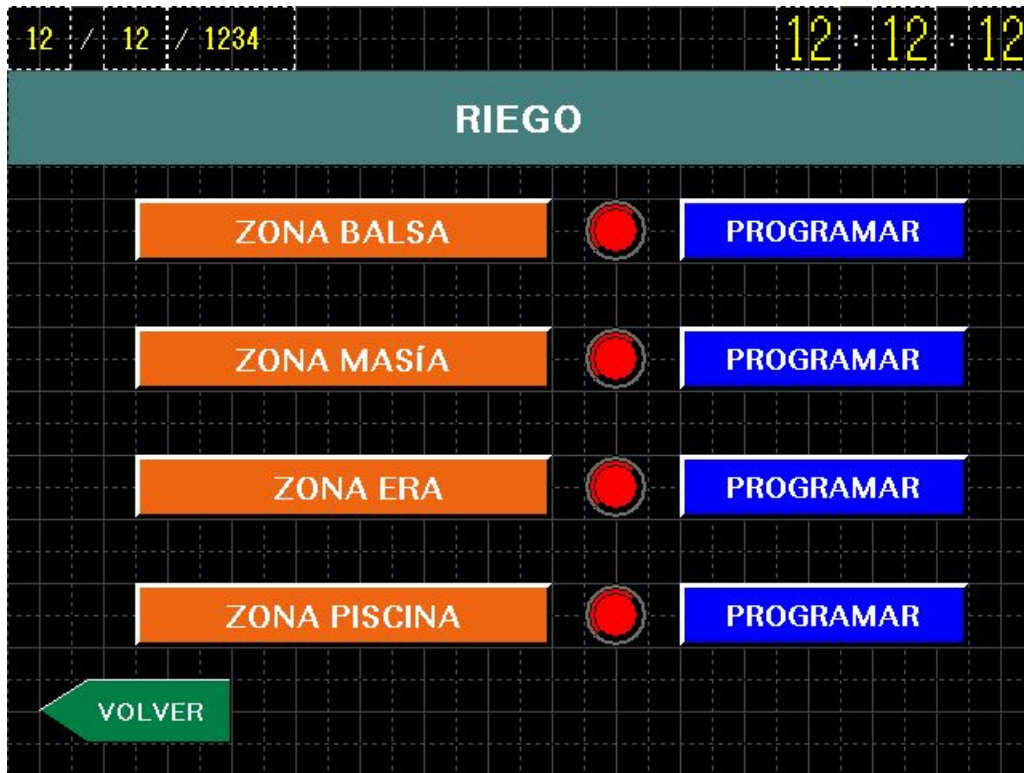 12 / 12 / 1234 12 : 12 : 12
RIEGO
ZONA BALSA PROGRAMAR
ZONA MASÍA PROGRAMAR
ZONA ERA PROGRAMAR
ZONA PISCINA PROGRAMAR
VOLVER